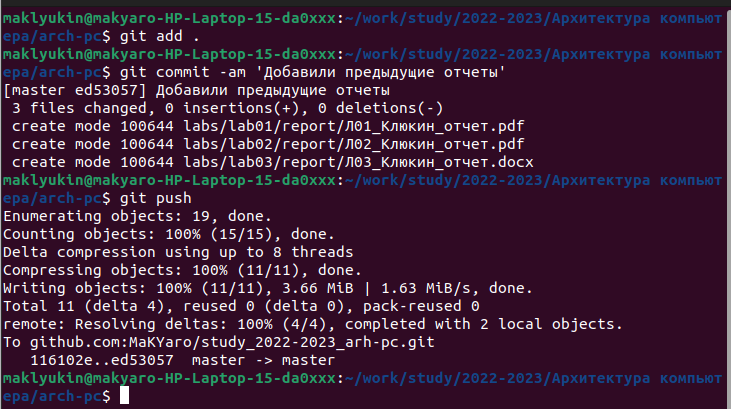 maklyukin@makyaro-HP-Laptop-15-da0xxx:~/work/study/2022-2023/Архитектура компьют
ера/arch-pc$ git add .
maklyukin@makyaro-HP-Laptop-15-da0xxx:~/work/study/2022-2023/Архитектура компьют
ера/arch-pc$ git commit -am 'Добавили предыдущие отчеты'
[master ed53057] Добавили предыдущие отчеты
 3 files changed, 0 insertions(+), 0 deletions(-)
 create mode 100644 labs/lab01/report/Л01_Клюкин_отчет.pdf
 create mode 100644 labs/lab02/report/Л02_Клюкин_отчет.pdf
 create mode 100644 labs/lab03/report/Л03_Клюкин_отчет.docx
maklyukin@makyaro-HP-Laptop-15-da0xxx:~/work/study/2022-2023/Архитектура компьют
ера/arch-pc$ git push
Enumerating objects: 19, done.
Counting objects: 100% (15/15), done.
Delta compression using up to 8 threads
Compressing objects: 100% (11/11), done.
Writing objects: 100% (11/11), 3.66 MiB | 1.63 MiB/s, done.
Total 11 (delta 4), reused 0 (delta 0), pack-reused 0
remote: Resolving deltas: 100% (4/4), completed with 2 local objects.
To github.com:MaKYaro/study_2022-2023_arh-pc.git
   116102e..ed53057  master -> master
maklyukin@makyaro-HP-Laptop-15-da0xxx:~/work/study/2022-2023/Архитектура компьют
ера/arch-pc$